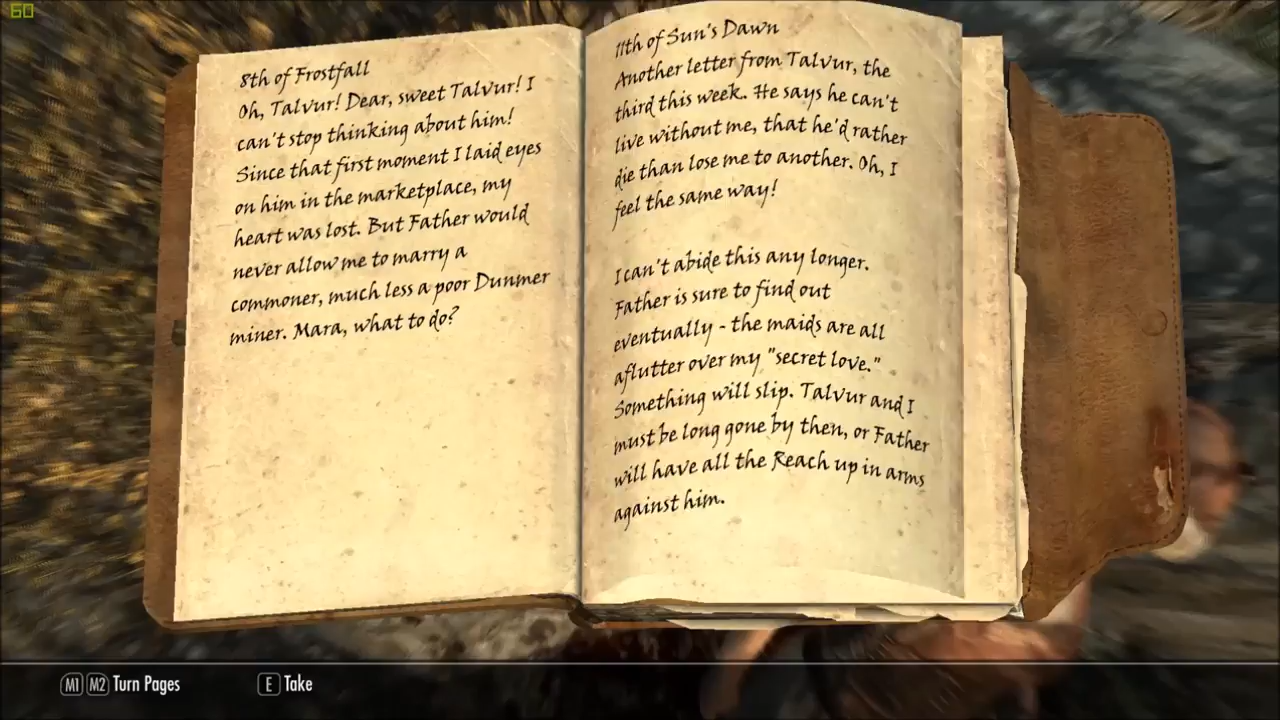 60
8th of Frostfall
Oh, Talvur! Dear, sweet Talvur! I
can't stop thinking about him!
Since that first moment I laid eyes
on him in the marketplace, my
heart was lost. But Father would
never allow me to marry a
commoner, much less a poor Dunmer
miner. Mara, what to do?
11th of Sun's Dawn
Another letter from Talvur, the
third this week. He says he can't
live without me, that he'd rather
die than lose me to another. Oh, I
feel the same way!
I can't abide this any longer.
Father is sure to find out
eventually - the maids are all
aflutter over my "secret love."
Something will slip. Talvur and I
must be long gone by then, or Father
will have all the Reach up in arms
against him.
M1 M2 Turn Pages
E Take